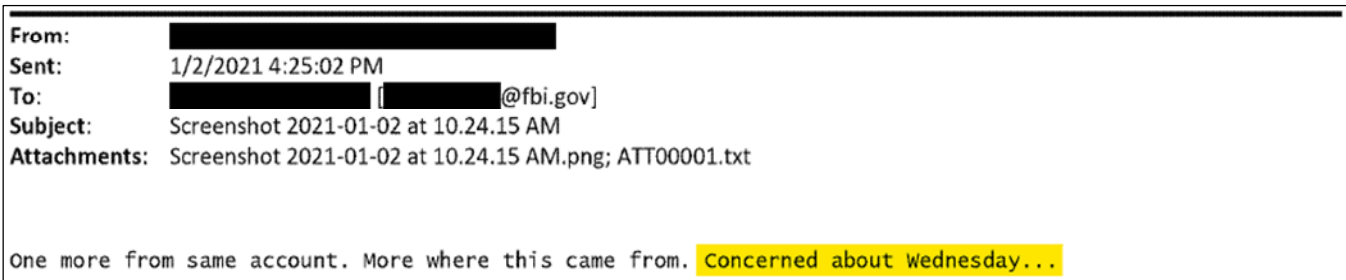 From:
Sent: 1/2/2021 4:25:02 PM
To: [ @fbi.gov]
Subject: Screenshot 2021-01-02 at 10.24.15 AM
Attachments: Screenshot 2021-01-02 at 10.24.15 AM.png; ATT00001.txt
One more from same account. More where this came from. Concerned about Wednesday...